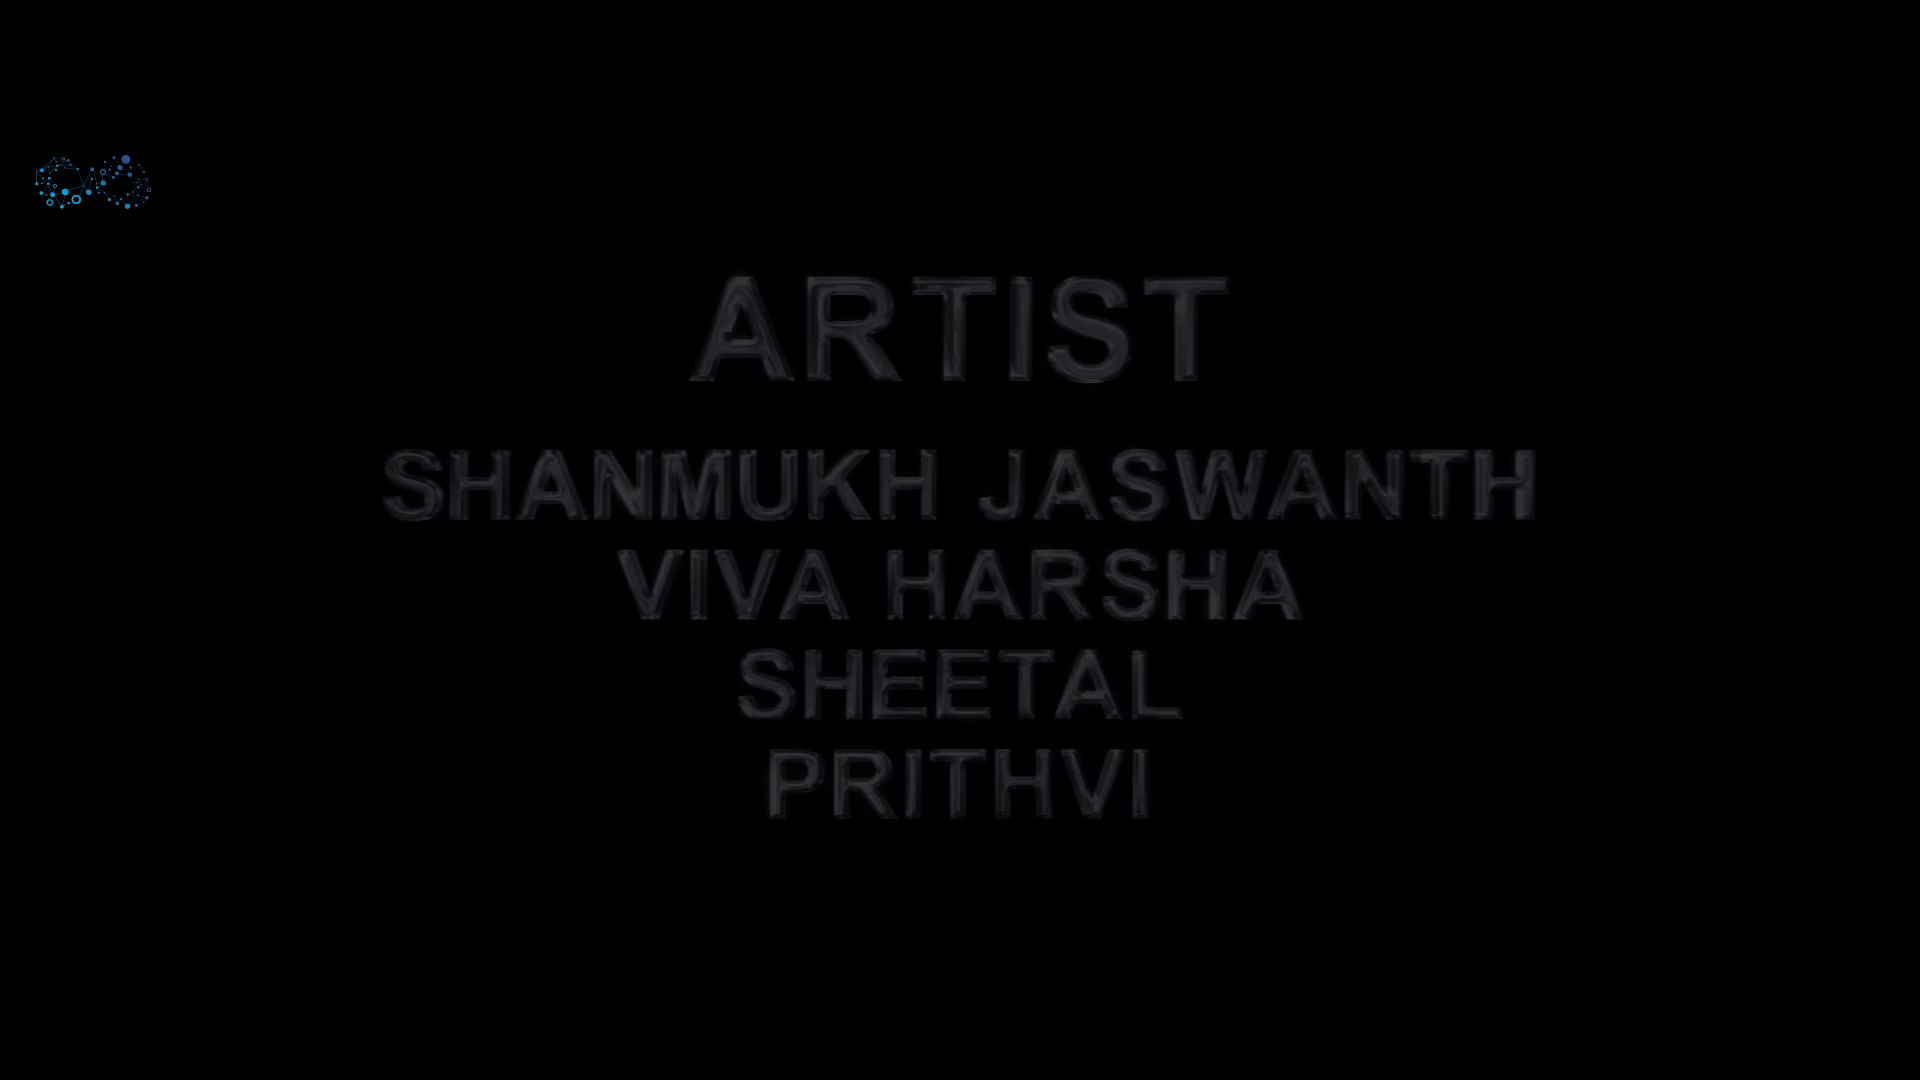 ARTIST
SHANMUKH JASWANTH
VIVA HARSHA
SHEETAL
PRITHVI